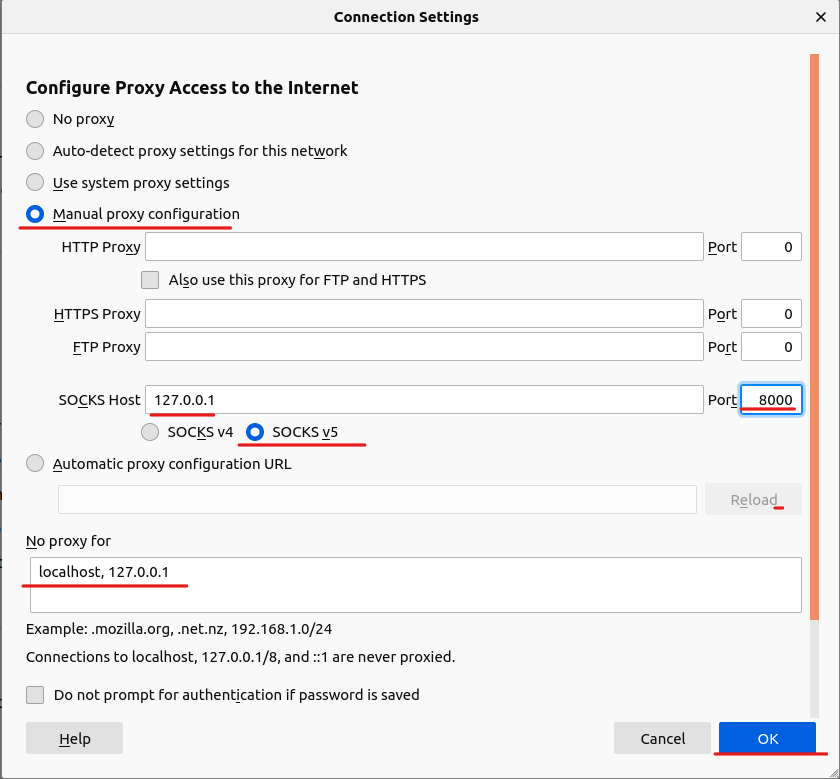 Connection Settings
Configure Proxy Access to the Internet
No proxy
Auto-detect proxy settings for this network
Use system proxy settings
Manual proxy configuration
HTTP Proxy Port 0
Also use this proxy for FTP and HTTPS
HTTPS Proxy Port 0
FTP Proxy Port 0
SOCKS Host 127.0.0.1 Port 8000
SOCKS v4 SOCKS v5
Automatic proxy configuration URL
Reload
No proxy for
localhost, 127.0.0.1
Example: .mozilla.org, .net.nz, 192.168.1.0/24
Connections to localhost, 127.0.0.1/8, and ::1 are never proxied.
Do not prompt for authentication if password is saved
Help Cancel OK